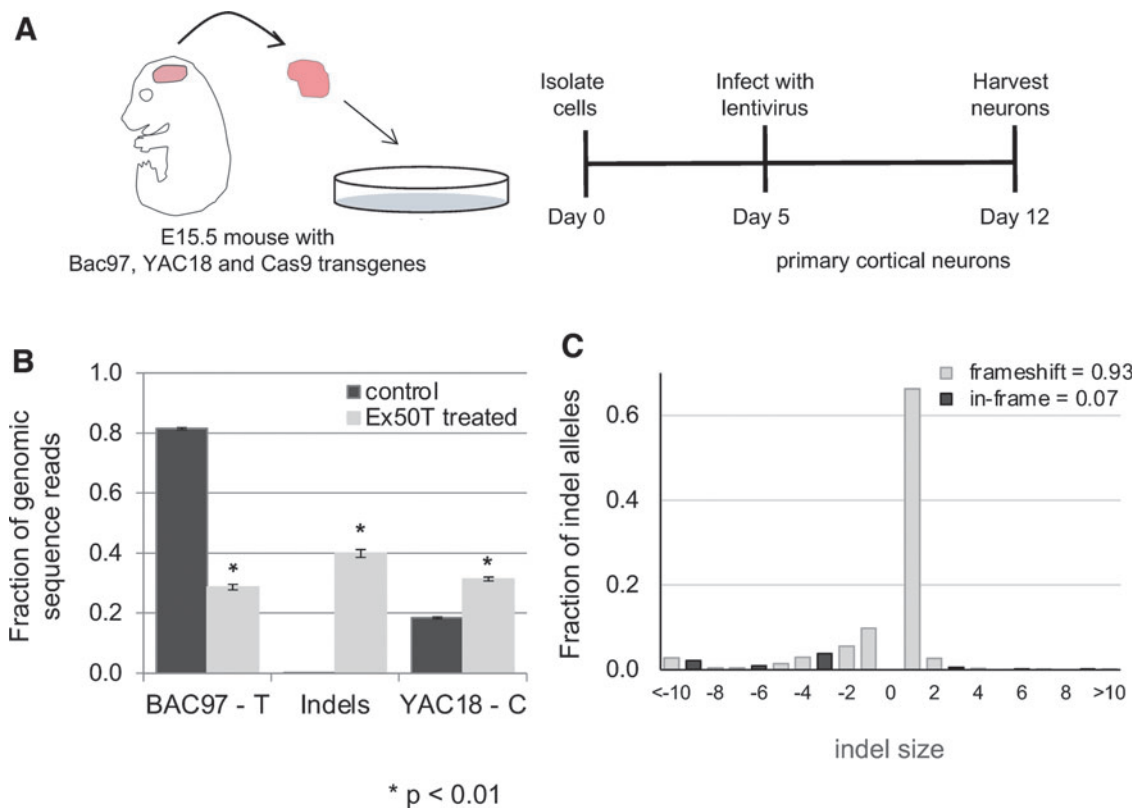 A
Isolate
cells
Infect with
lentivirus
Harvest
neurons
Day 0
Day 5
Day 12
E15.5 mouse with
Bac97, YAC18 and Cas9 transgenes
primary cortical neurons
B
Fraction of genomic
sequence reads
1.0
0.8
0.6
0.4
0.2
0.0
control
Ex50T treated
*
*
*
BAC97 - T
Indels
YAC18 - C
* p < 0.01
C
Fraction of indel alleles
0.6
0.4
0.2
0.0
frameshift = 0.93
in-frame = 0.07
<-10 -8 -6 -4 -2 0 2 4 6 8 >10
indel size